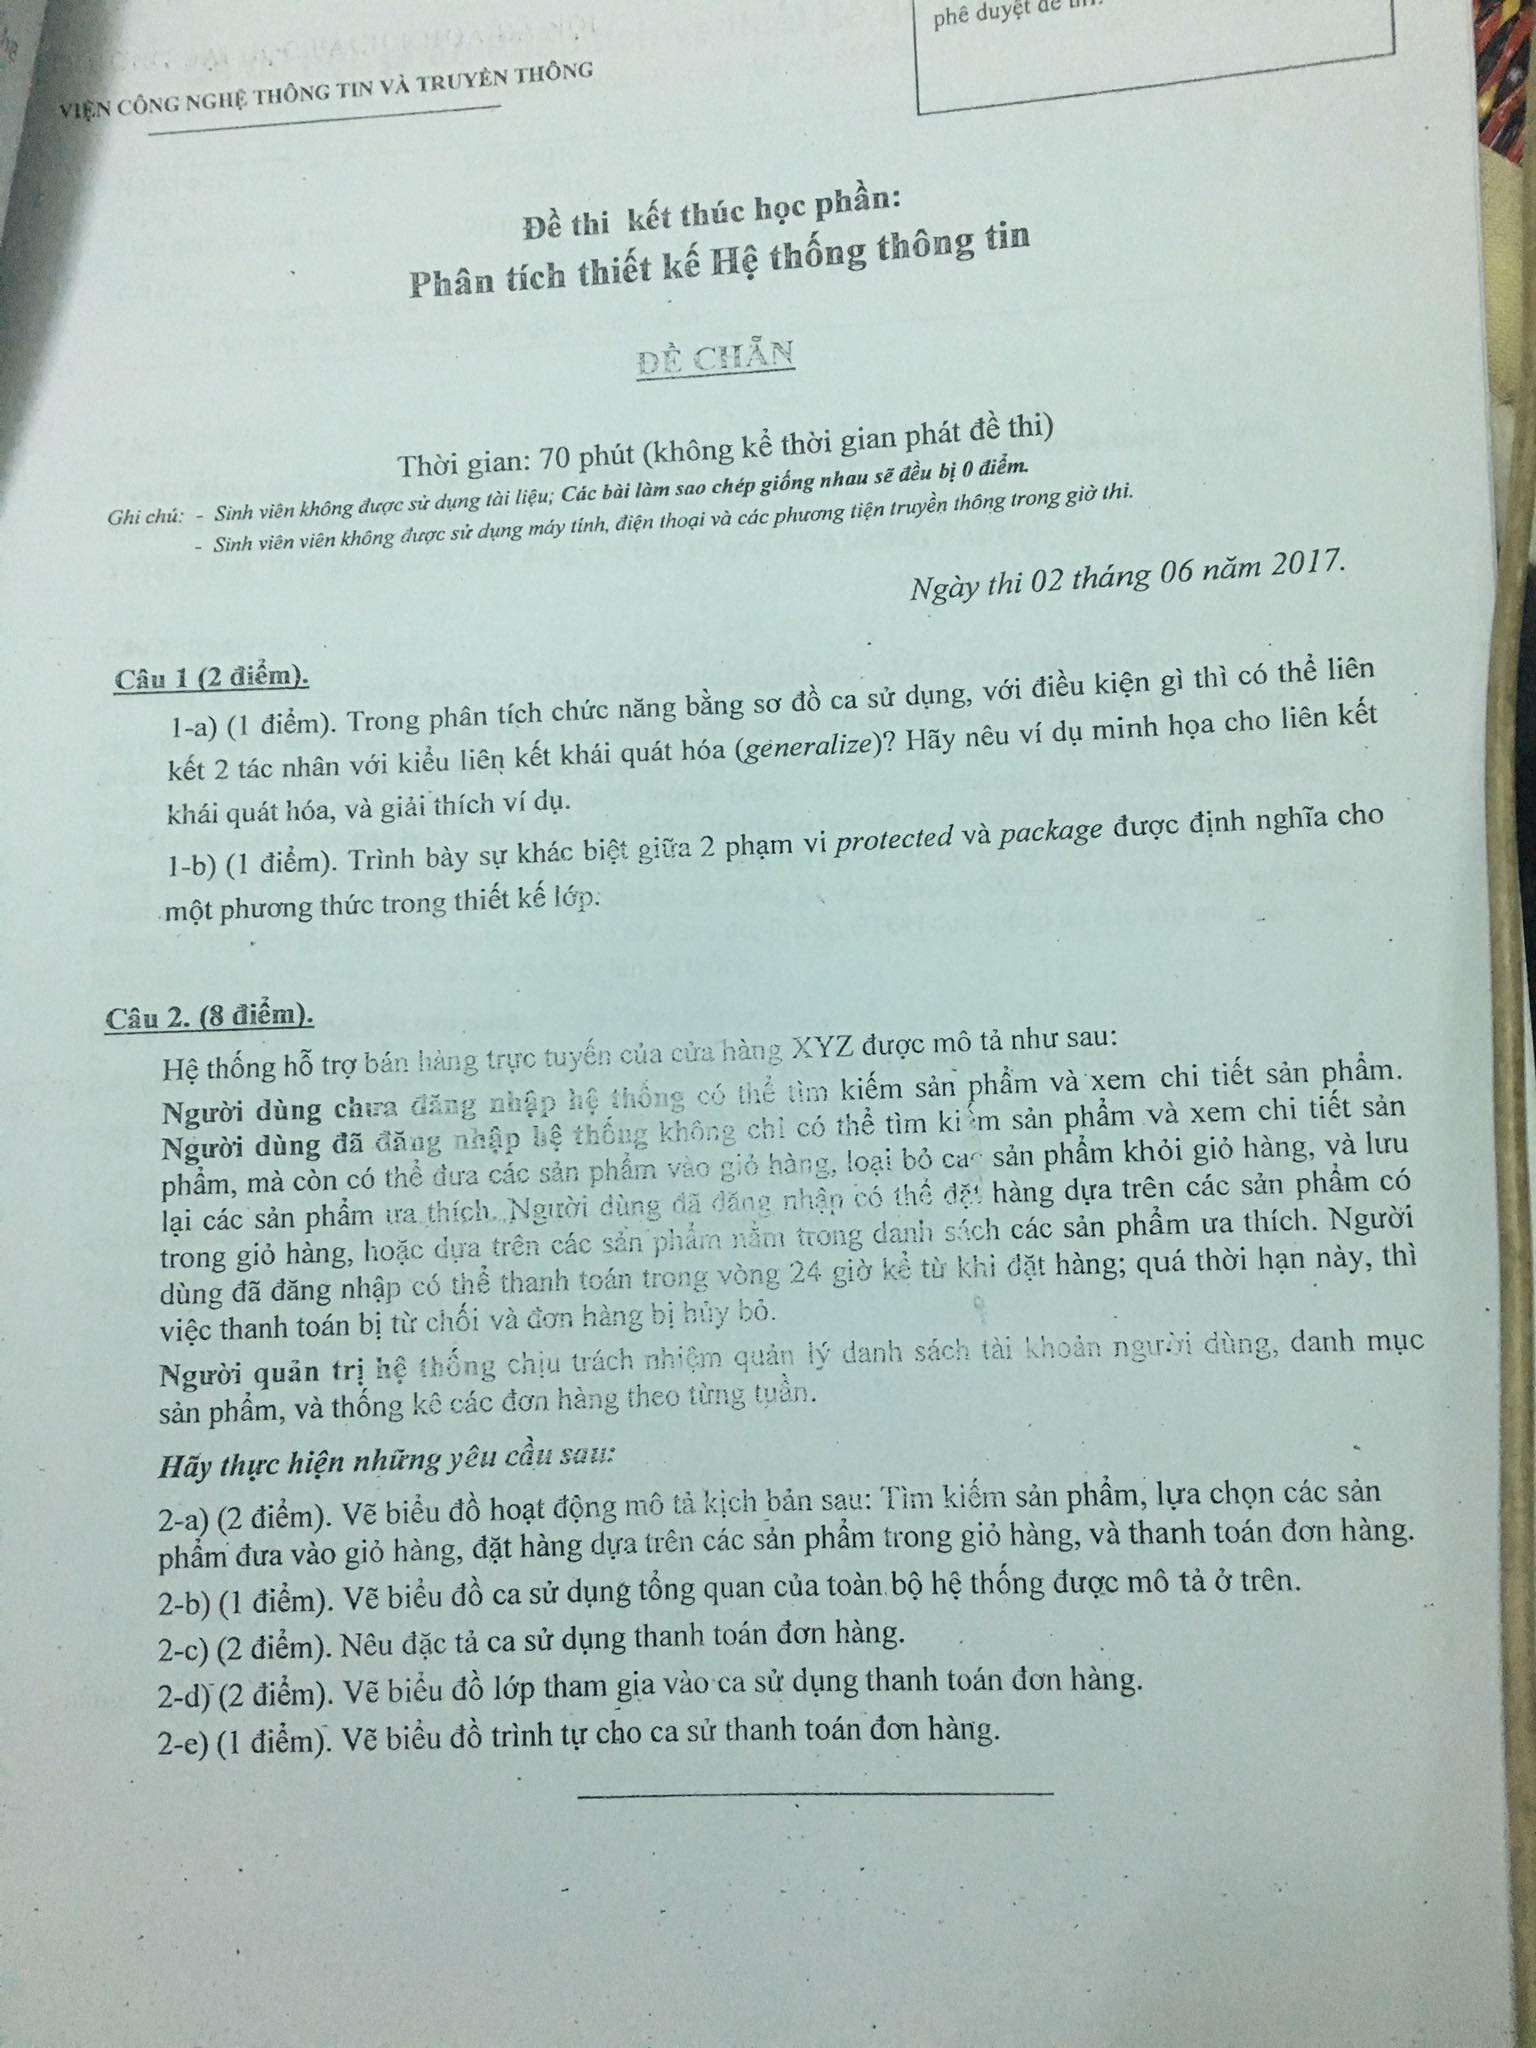 phê duyệt đề thi.
VIỆN CÔNG NGHỆ THÔNG TIN VÀ TRUYỀN THÔNG
Đề thi kết thúc học phần:
Phân tích thiết kế Hệ thống thông tin
ĐỀ CHẴN
Thời gian: 70 phút (không kể thời gian phát đề thi)
Ghi chú: - Sinh viên không được sử dụng tài liệu; Các bài làm sao chép giống nhau sẽ đều bị 0 điểm.
- Sinh viên viên không được sử dụng máy tính, điện thoại và các phương tiện truyền thông trong giờ thi.
Ngày thi 02 tháng 06 năm 2017.
Câu 1 (2 điểm).
1-a) (1 điểm). Trong phân tích chức năng bằng sơ đồ ca sử dụng, với điều kiện gì thì có thể liên
kết 2 tác nhân với kiểu liên kết khái quát hóa (generalize)? Hãy nêu ví dụ minh họa cho liên kết
khái quát hóa, và giải thích ví dụ.
1-b) (1 điểm). Trình bày sự khác biệt giữa 2 phạm vi protected và package được định nghĩa cho
một phương thức trong thiết kế lớp.
Câu 2. (8 điểm).
Hệ thống hỗ trợ bán hàng trực tuyến của cửa hàng XYZ được mô tả như sau:
Người dùng chưa đăng nhập hệ thống có thể tìm kiếm sản phẩm và xem chi tiết sản phẩm.
Người dùng đã đăng nhập hệ thống không chỉ có thể tìm kiếm sản phẩm và xem chi tiết sản
phẩm, mà còn có thể đưa các sản phẩm vào giỏ hàng, loại bỏ các sản phẩm khỏi giỏ hàng, và lưu
lại các sản phẩm ưa thích. Người dùng đã đăng nhập có thể đặt hàng dựa trên các sản phẩm có
trong giỏ hàng, hoặc dựa trên các sản phẩm nằm trong danh sách các sản phẩm ưa thích. Người
dùng đã đăng nhập có thể thanh toán trong vòng 24 giờ kể từ khi đặt hàng; quá thời hạn này, thì
việc thanh toán bị từ chối và đơn hàng bị hủy bỏ.
Người quản trị hệ thống chịu trách nhiệm quản lý danh sách tài khoản người dùng, danh mục
sản phẩm, và thống kê các đơn hàng theo từng tuần.
Hãy thực hiện những yêu cầu sau:
2-a) (2 điểm). Vẽ biểu đồ hoạt động mô tả kịch bản sau: Tìm kiếm sản phẩm, lựa chọn các sản
phẩm đưa vào giỏ hàng, đặt hàng dựa trên các sản phẩm trong giỏ hàng, và thanh toán đơn hàng.
2-b) (1 điểm). Vẽ biểu đồ ca sử dụng tổng quan của toàn bộ hệ thống được mô tả ở trên.
2-c) (2 điểm). Nêu đặc tả ca sử dụng thanh toán đơn hàng.
2-d) (2 điểm). Vẽ biểu đồ lớp tham gia vào ca sử dụng thanh toán đơn hàng.
2-e) (1 điểm). Vẽ biểu đồ trình tự cho ca sử thanh toán đơn hàng.